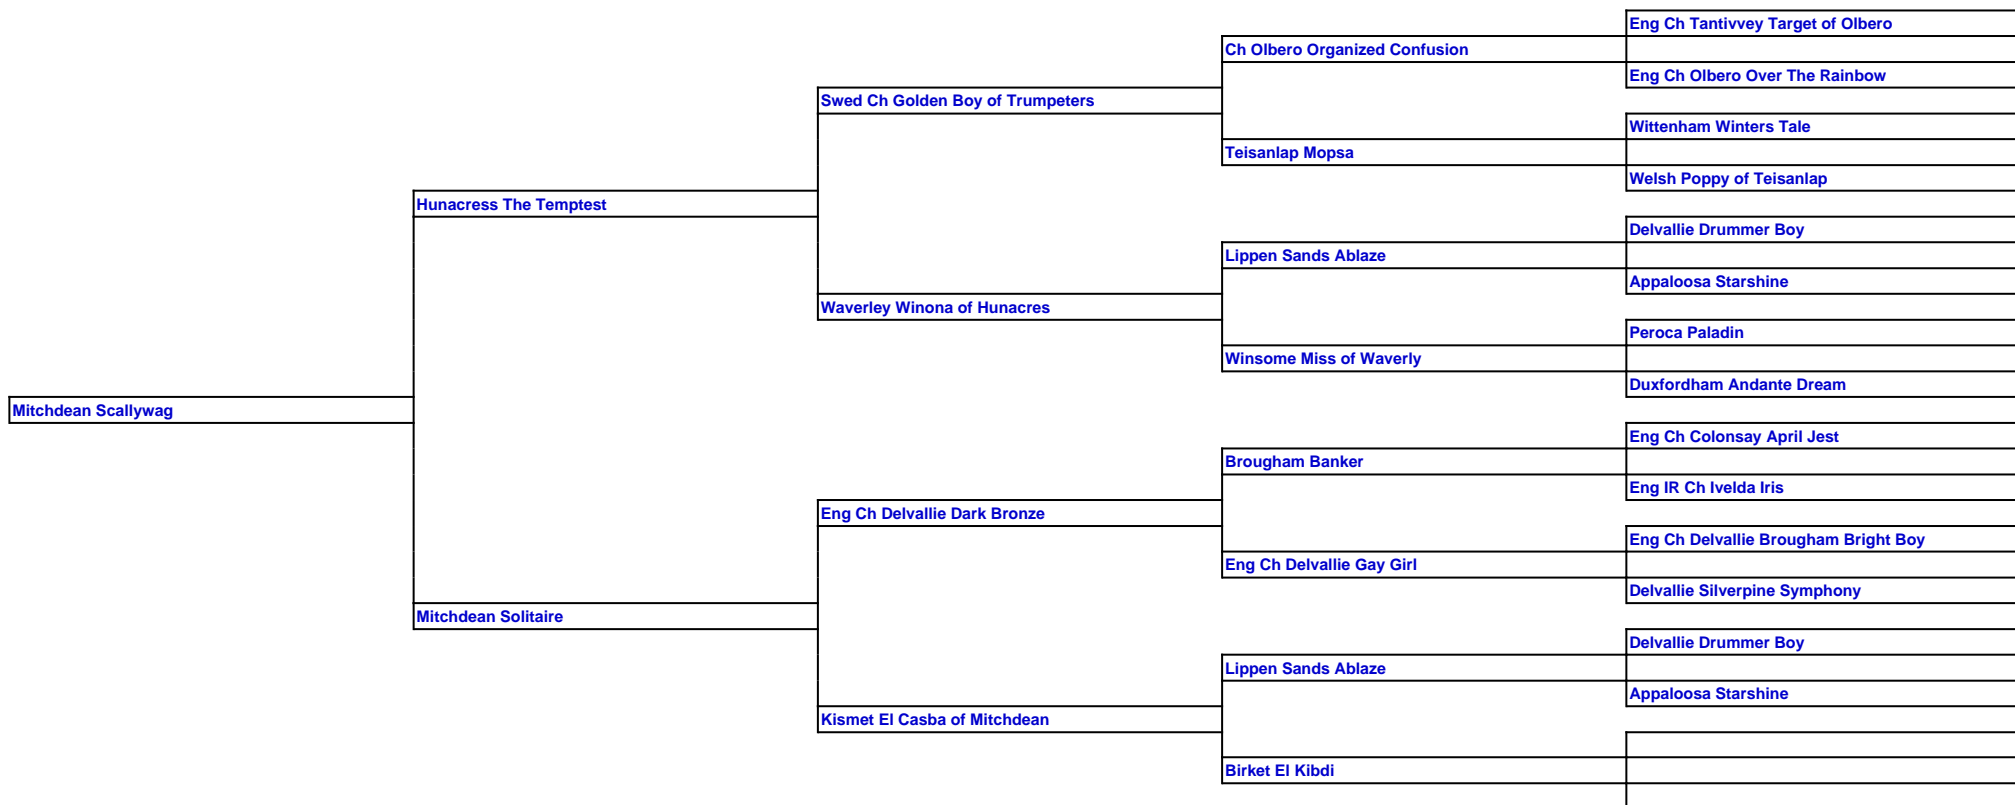 Eng Ch Tantivvey Target of Olbero
Ch Olbero Organized Confusion
Eng Ch Olbero Over The Rainbow
Swed Ch Golden Boy of Trumpeters
Wittenham Winters Tale
Teisanlap Mopsa
Welsh Poppy of Teisanlap
Hunacress The Temptest
Delvallie Drummer Boy
Lippen Sands Ablaze
Appaloosa Starshine
Waverley Winona of Hunacres
Peroca Paladin
Winsome Miss of Waverly
Duxfordham Andante Dream
Mitchdean Scallywag
Eng Ch Colonsay April Jest
Brougham Banker
Eng IR Ch Ivelda Iris
Eng Ch Delvallie Dark Bronze
Eng Ch Delvallie Brougham Bright Boy
Eng Ch Delvallie Gay Girl
Delvallie Silverpine Symphony
Mitchdean Solitaire
Delvallie Drummer Boy
Lippen Sands Ablaze
Appaloosa Starshine
Kismet El Casba of Mitchdean
Birket El Kibdi